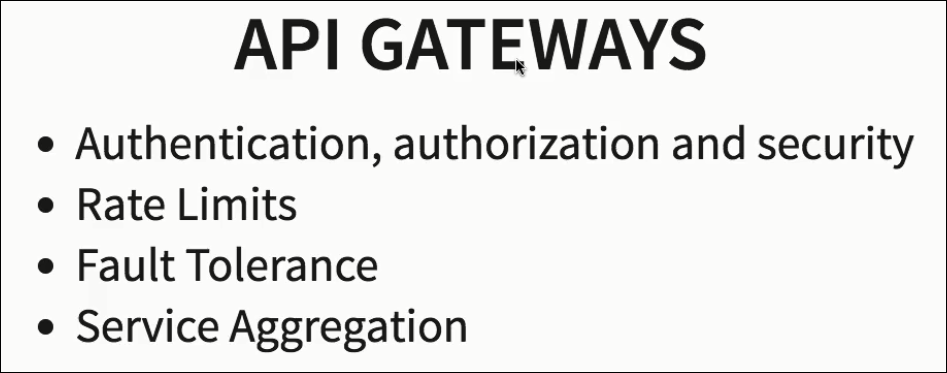 API GATEWAYS
• Authentication, authorization and security
• Rate Limits
• Fault Tolerance
• Service Aggregation